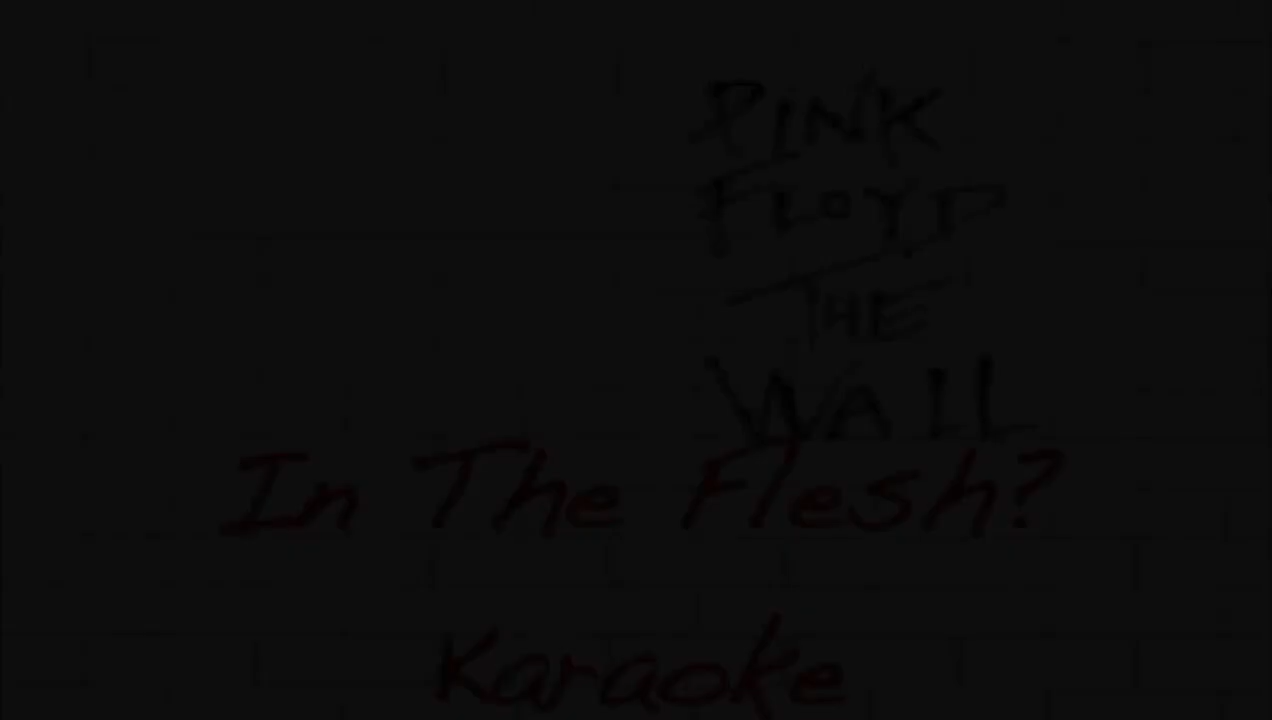 PINK
FLOYD
THE
WALL
In The Flesh?
Karaoke